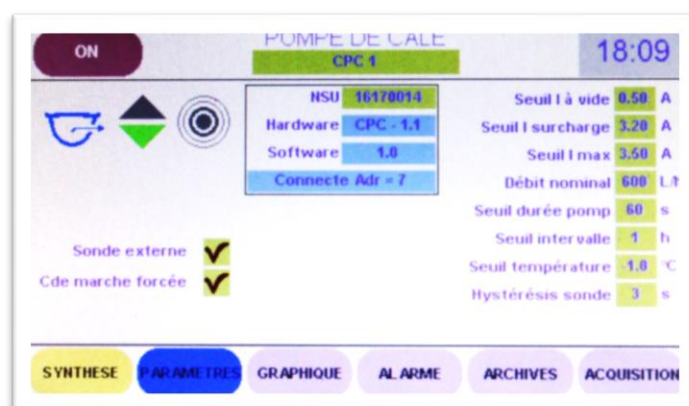 ON
POMPE DE CALE
CPC 1
18:09
NSU 16170014
Hardware CPC - 1.1
Software 1.0
Connecte Adr = 7
Seuil I à vide 0.50 A
Seuil I surcharge 3.20 A
Seuil I max 3.50 A
Débit nominal 600 L/h
Seuil durée pomp 60 s
Seuil intervalle 1 h
Seuil température -1.0 °C
Hystérésis sonde 3 s
Sonde externe
Cde marche forcée
SYNTHESE PARAMETRES GRAPHIQUE ALARME ARCHIVES ACQUISITION